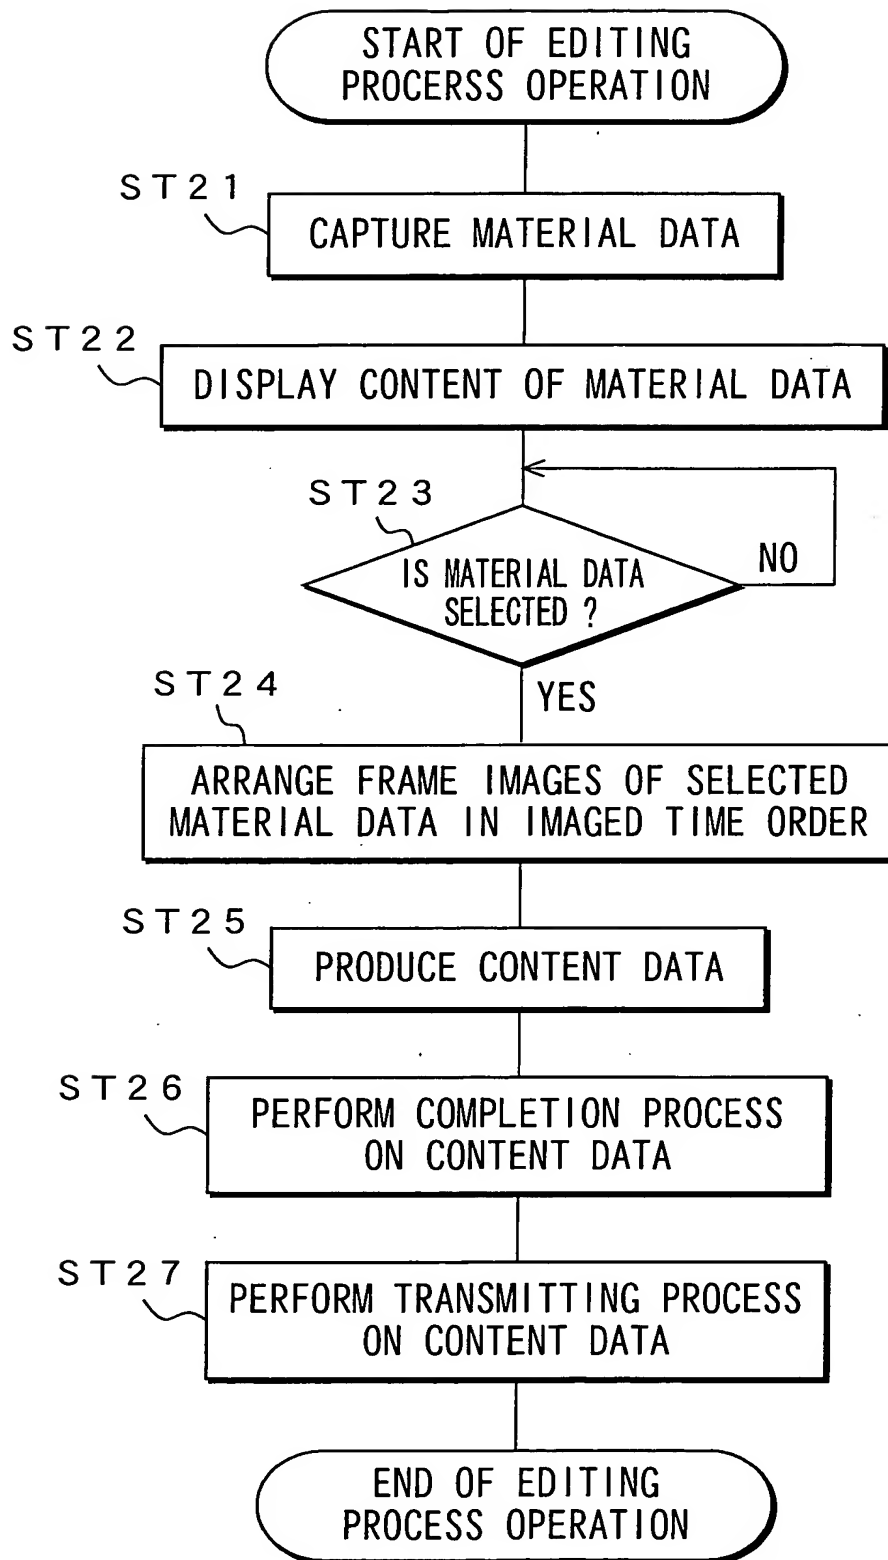 START OF EDITING
PROCERSS OPERATION
ST21
CAPTURE MATERIAL DATA
ST22
DISPLAY CONTENT OF MATERIAL DATA
ST23
IS MATERIAL DATA
SELECTED ?
NO
YES
ST24
ARRANGE FRAME IMAGES OF SELECTED
MATERIAL DATA IN IMAGED TIME ORDER
ST25
PRODUCE CONTENT DATA
ST26
PERFORM COMPLETION PROCESS
ON CONTENT DATA
ST27
PERFORM TRANSMITTING PROCESS
ON CONTENT DATA
END OF EDITING
PROCESS OPERATION